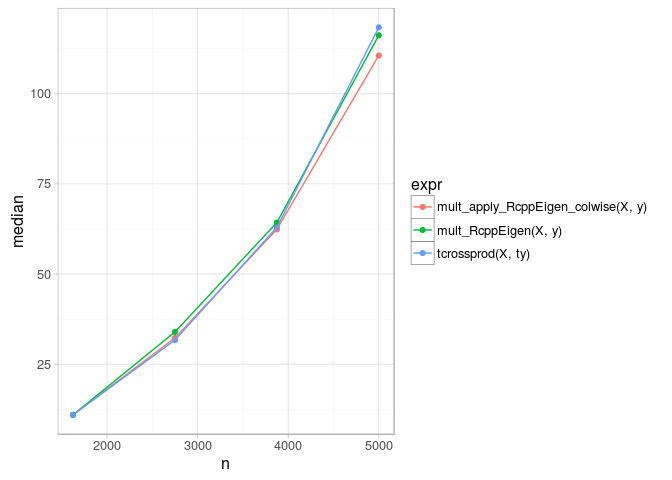 median
100
75
50
25
2000 3000 4000 5000
n
expr
mult_apply_RcppEigen_colwise(X, y)
mult_RcppEigen(X, y)
tcrossprod(X, ty)